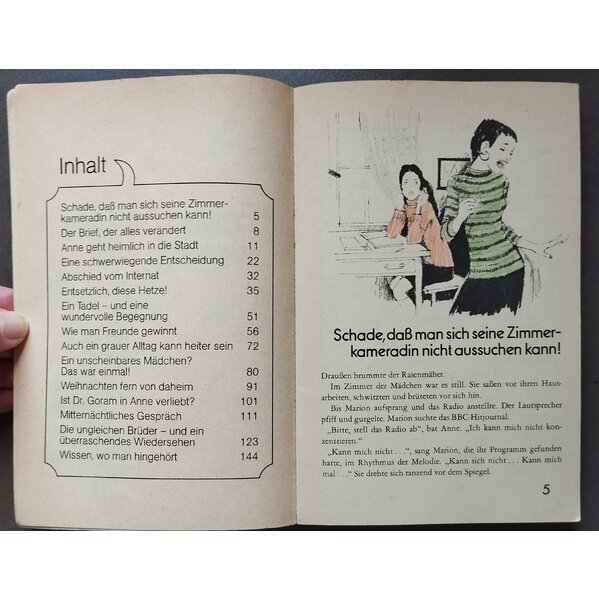 Inhalt
Schade, daß man sich seine Zimmer-
kameradin nicht aussuchen kann! 5
Der Brief, der alles verändert 8
Anne geht heimlich in die Stadt 11
Eine schwerwiegende Entscheidung 22
Abschied vom Internat 32
Entsetzlich, diese Hetze! 35
Ein Tadel – und eine
wundervolle Begegnung 51
Wie man Freunde gewinnt 56
Auch ein grauer Alltag kann heiter sein 72
Ein unscheinbares Mädchen?
Das war einmal! 80
Weihnachten fern von daheim 91
Ist Dr. Goram in Anne verliebt? 101
Mitternächtliches Gespräch 111
Die ungleichen Brüder – und ein
überraschendes Wiedersehen 123
Wissen, wo man hingehört 144
Schade, daß man sich seine Zimmer-
kameradin nicht aussuchen kann!
Draußen brummte der Rasenmäher.
Im Zimmer der Mädchen war es still. Sie saßen vor ihren Haus-
arbeiten, schwitzten und brüteten vor sich hin.
Bis Marion aufsprang und das Radio anstellte. Der Lautsprecher
pfiff und gurgelte. Marion suchte das BBC-Hitjournal.
„Bitte, stell das Radio ab“, bat Anne. „Ich kann mich nicht kon-
zentrieren.“
„Kann mich nicht . . .“, sang Marion, die ihr Programm gefunden
hatte, im Rhythmus der Melodie. „Kann sich nicht . . . Kann mich
mal . . .“ Sie drehte sich tanzend vor dem Spiegel.
5